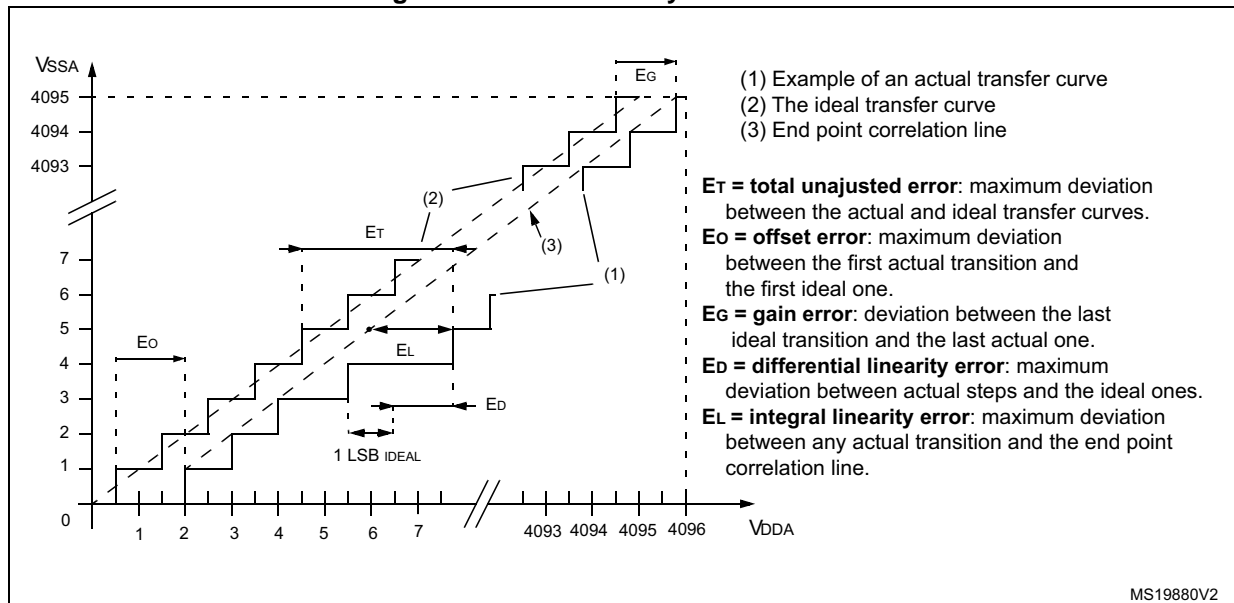 VSSA
EG
4095
4094
4093
(1) Example of an actual transfer curve
(2) The ideal transfer curve
(3) End point correlation line
ET = total unajusted error: maximum deviation
between the actual and ideal transfer curves.
EO = offset error: maximum deviation
between the first actual transition and
the first ideal one.
EG = gain error: deviation between the last
ideal transition and the last actual one.
ED = differential linearity error: maximum
deviation between actual steps and the ideal ones.
EL = integral linearity error: maximum deviation
between any actual transition and the end point
correlation line.
(2)
ET
(3)
(1)
7
6
5
4
3
2
1
0
EO
EL
ED
1 LSB IDEAL
1 2 3 4 5 6 7 4093 4094 4095 4096
VDDA
MS19880V2